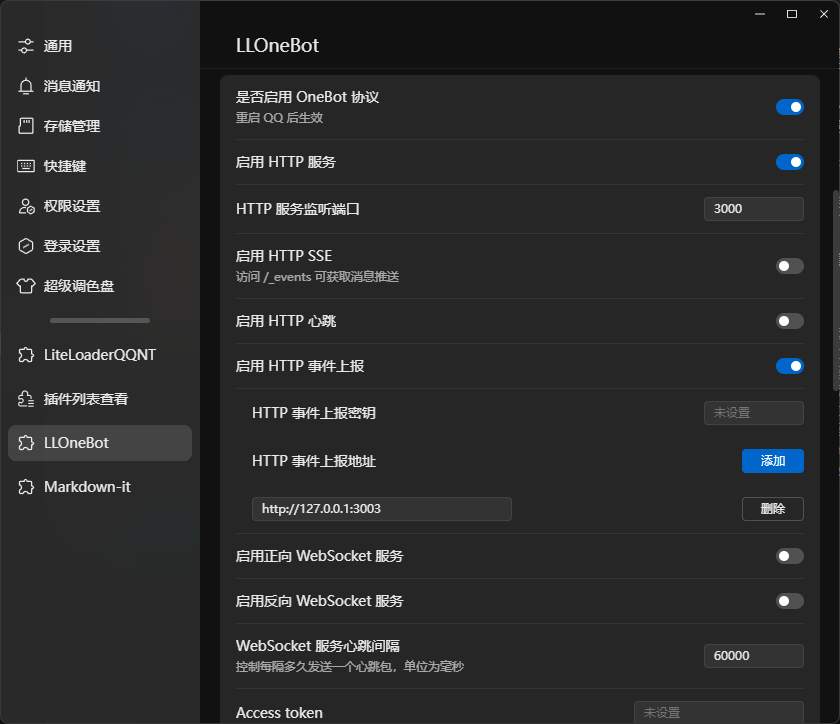 通用
消息通知
存储管理
快捷键
权限设置
登录设置
超级调色盘
LiteLoaderQQNT
插件列表查看
LLOneBot
Markdown-it
LLOneBot
是否启用 OneBot 协议
重启 QQ 后生效
启用 HTTP 服务
HTTP 服务监听端口
3000
启用 HTTP SSE
访问 /_events 可获取消息推送
启用 HTTP 心跳
启用 HTTP 事件上报
HTTP 事件上报密钥
未设置
HTTP 事件上报地址
添加
http://127.0.0.1:3003
删除
启用正向 WebSocket 服务
启用反向 WebSocket 服务
WebSocket 服务心跳间隔
控制每隔多久发送一个心跳包，单位为毫秒
60000
Access token
未设置